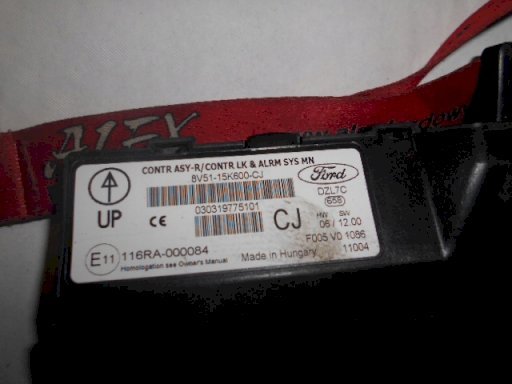 ALEX
CONTR ASY-R/CONTR LK & ALRM SYS MN
8V51-15K600-CJ
Ford
DZL7C
658
030319775101
UP
CE
CJ
HW SW
06 / 12.00
F005 V0 1086
11004
E11 116RA-000084
Homologation see Owner's Manual
Made in Hungary